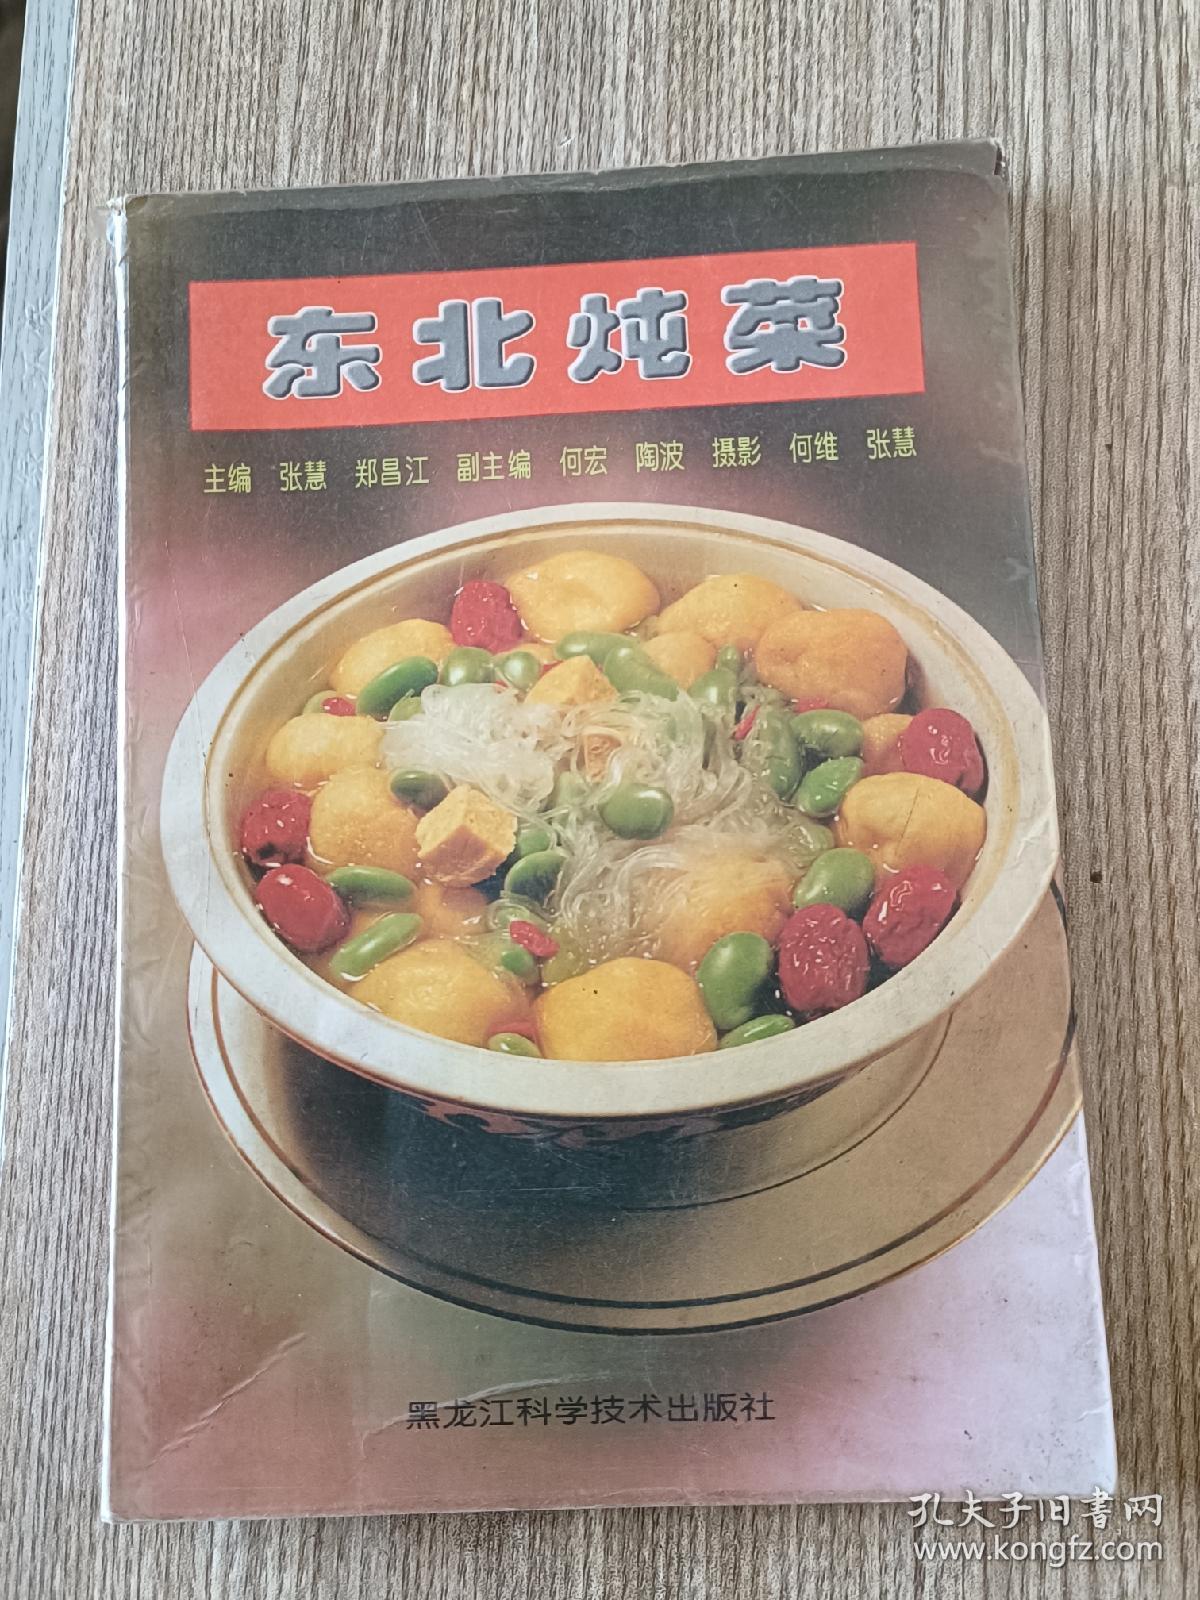 东北炖菜
主编 张慧 郑昌江 副主编 何宏 陶波 摄影 何维 张慧
黑龙江科学技术出版社
孔夫子旧書网
www.kongfz.com